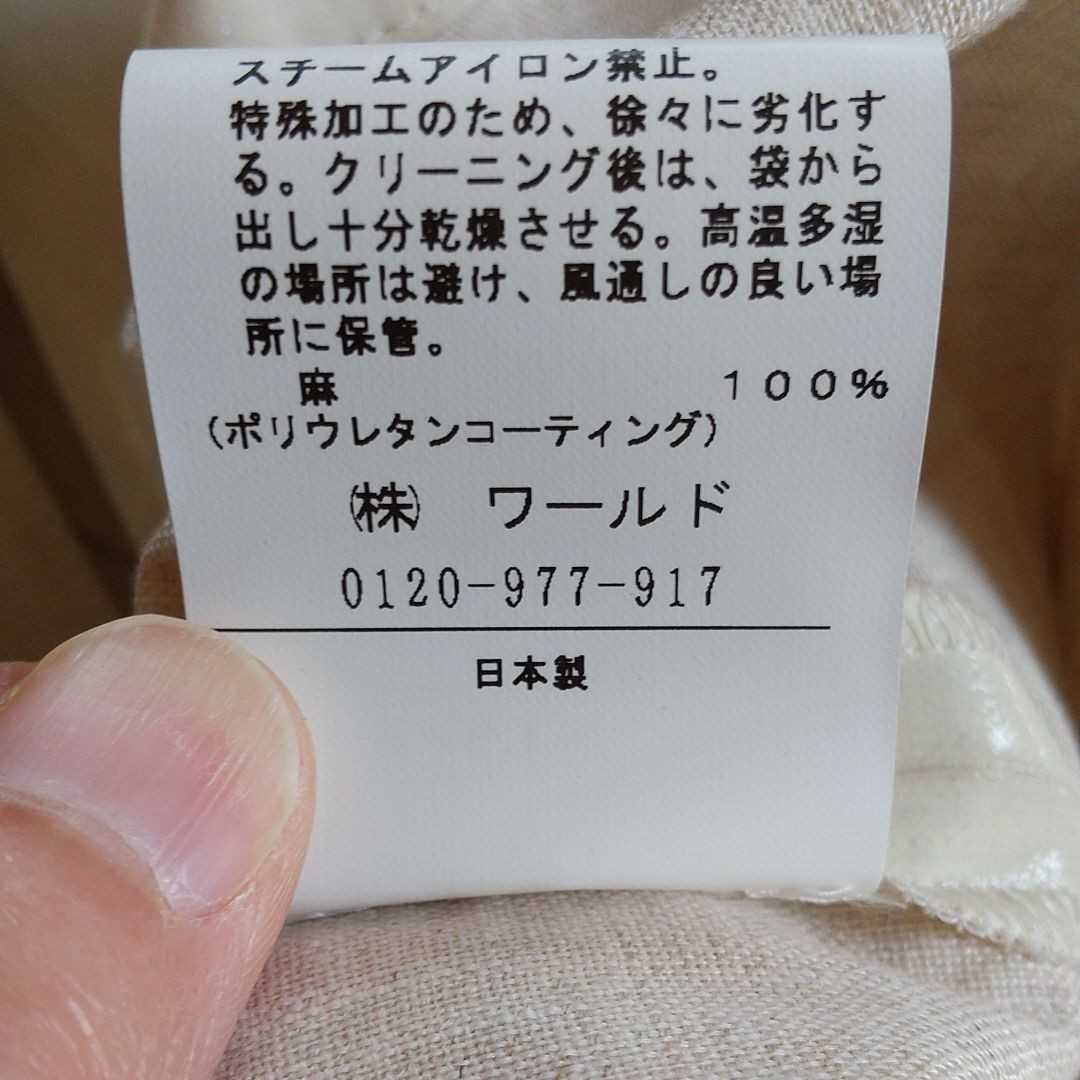 スチームアイロン禁止。
特殊加工のため、徐々に劣化す
る。クリーニング後は、袋から
出し十分乾燥させる。高温多湿
の場所は避け、風通しの良い場
所に保管。
麻 100%
(ポリウレタンコーティング)
㈱ ワールド
0120-977-917
日本製